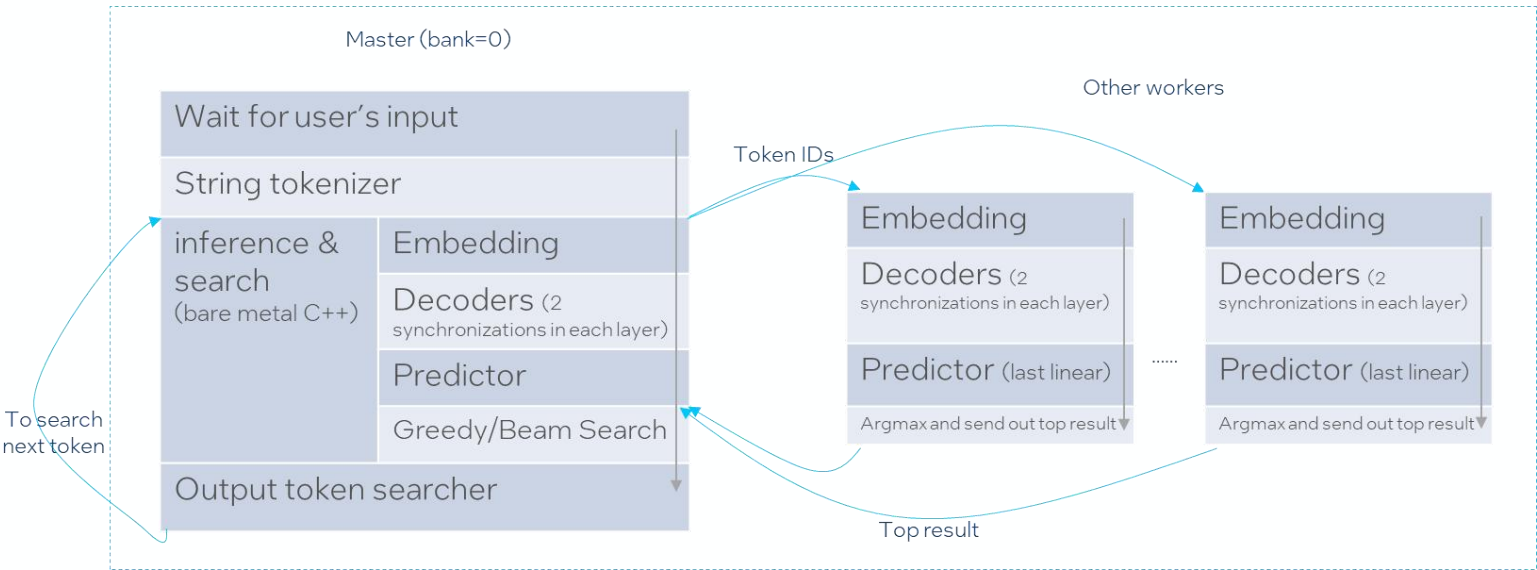 Master (bank=0)
Other workers
Wait for user's input
Token IDs
String tokenizer
inference &
search
(bare metal C++)
Embedding
Decoders (2
synchronizations in each layer)
Predictor
Greedy/Beam Search
Output token searcher
To search
next token
Embedding
Decoders (2
synchronizations in each layer)
Predictor (last linear)
Argmax and send out top result
......
Embedding
Decoders (2
synchronizations in each layer)
Predictor (last linear)
Argmax and send out top result
Top result